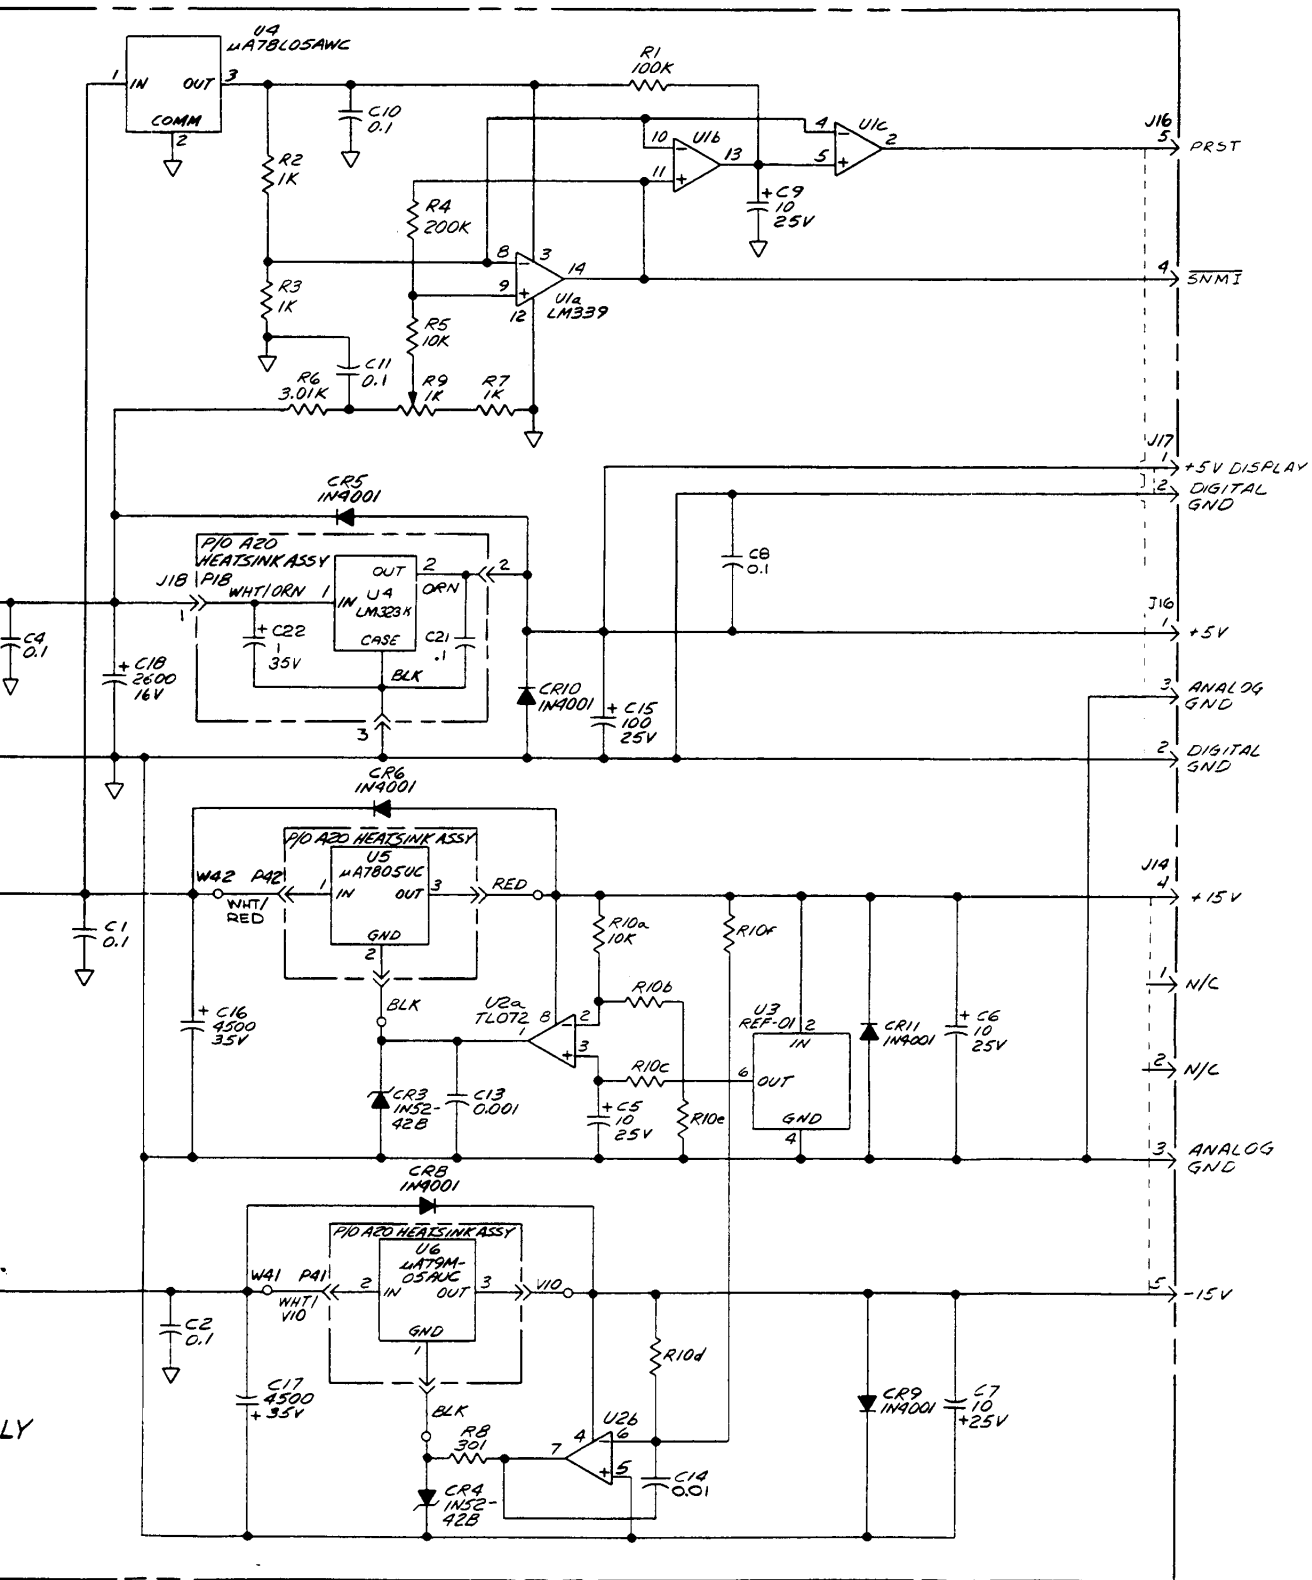 U4
µA78L05AWC
1 IN OUT 3
COMM
2
R1
100K
C10
0.1
R2
1K
R3
1K
R4
200K
10 U1b 13
11
4 U1c 2
5
J16
5 PRST
+ C9
10
25V
8 3 14
9
12
U1a
LM339
4 SNMI
R5
10K
C11
0.1
R6
3.01K
R9
1K
R7
1K
J17
1 +5V DISPLAY
2 DIGITAL
GND
CR5
1N4001
P/O A20
HEATSINK ASSY
J18 P18
1
WHT/ORN
1 IN OUT 2
U4
LM323K
CASE
ORN
2
C8
0.1
J16
1 +5V
C4
0.1
+ C18
2600
16V
+ C22
1
35V
C21
.1
BLK
3
CR10
1N4001
+ C15
100
25V
3 ANALOG
GND
2 DIGITAL
GND
CR6
1N4001
P/O A20 HEATSINK ASSY
W42 P42
WHT/
RED
U5
µA7805UC
1 IN OUT 3
GND
2
RED
J14
4 +15V
C1
0.1
R10a
10K
R10f
BLK
U2a
TL072
8
1 2
3
R10b
U3
REF-01 2
IN
6 OUT
GND
4
CR11
1N4001
+ C6
10
25V
1 N/C
2 N/C
+ C16
4500
35V
CR3
1N52-
42B
C13
0.001
R10c
+ C5
10
25V
R10e
3 ANALOG
GND
CR8
1N4001
P/O A20 HEATSINK ASSY
W41 P41
WHT/
VIO
U6
µA79M-
05AUC
2 IN OUT 3
GND
1
VIO
5 -15V
C2
0.1
R10d
C17
4500
+ 35V
CR9
1N4001
C7
10
+25V
BLK
R8
301
U2b
4 6
7
5
C14
0.01
CR4
1N52-
42B
LY